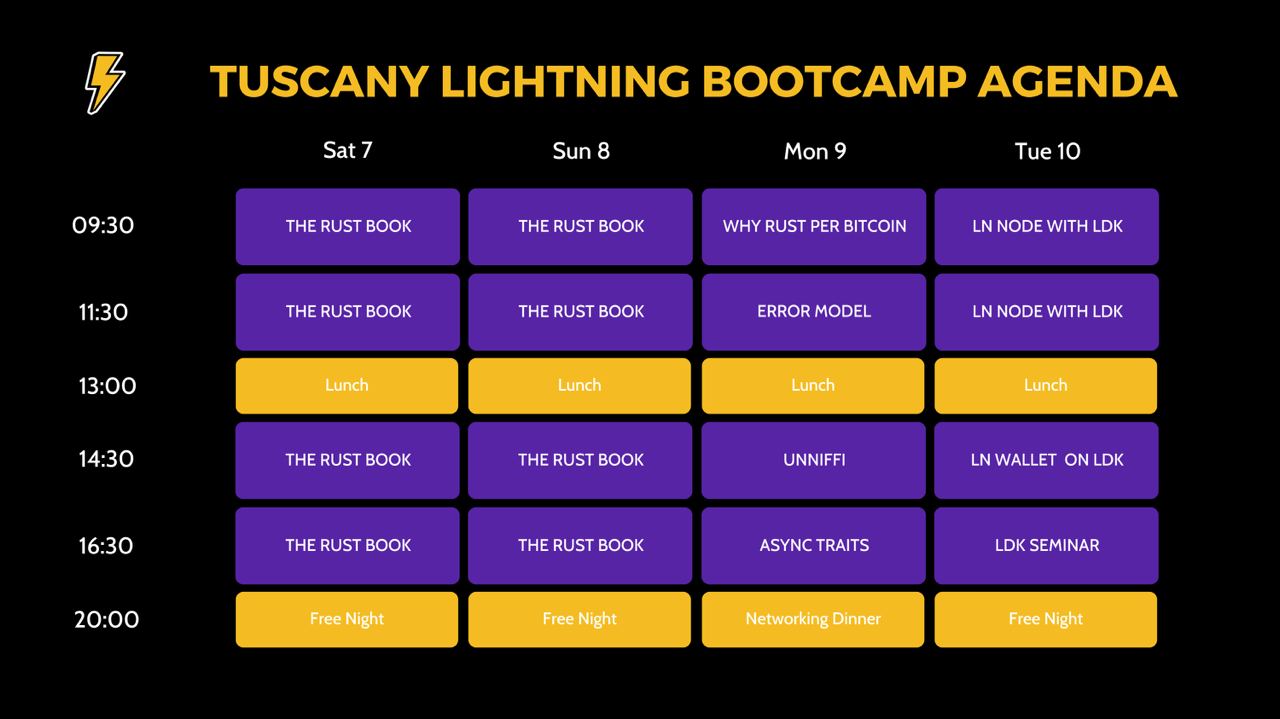 TUSCANY LIGHTNING BOOTCAMP AGENDA
Sat 7 Sun 8 Mon 9 Tue 10
09:30 THE RUST BOOK THE RUST BOOK WHY RUST PER BITCOIN LN NODE WITH LDK
11:30 THE RUST BOOK THE RUST BOOK ERROR MODEL LN NODE WITH LDK
13:00 Lunch Lunch Lunch Lunch
14:30 THE RUST BOOK THE RUST BOOK UNNIFFI LN WALLET ON LDK
16:30 THE RUST BOOK THE RUST BOOK ASYNC TRAITS LDK SEMINAR
20:00 Free Night Free Night Networking Dinner Free Night